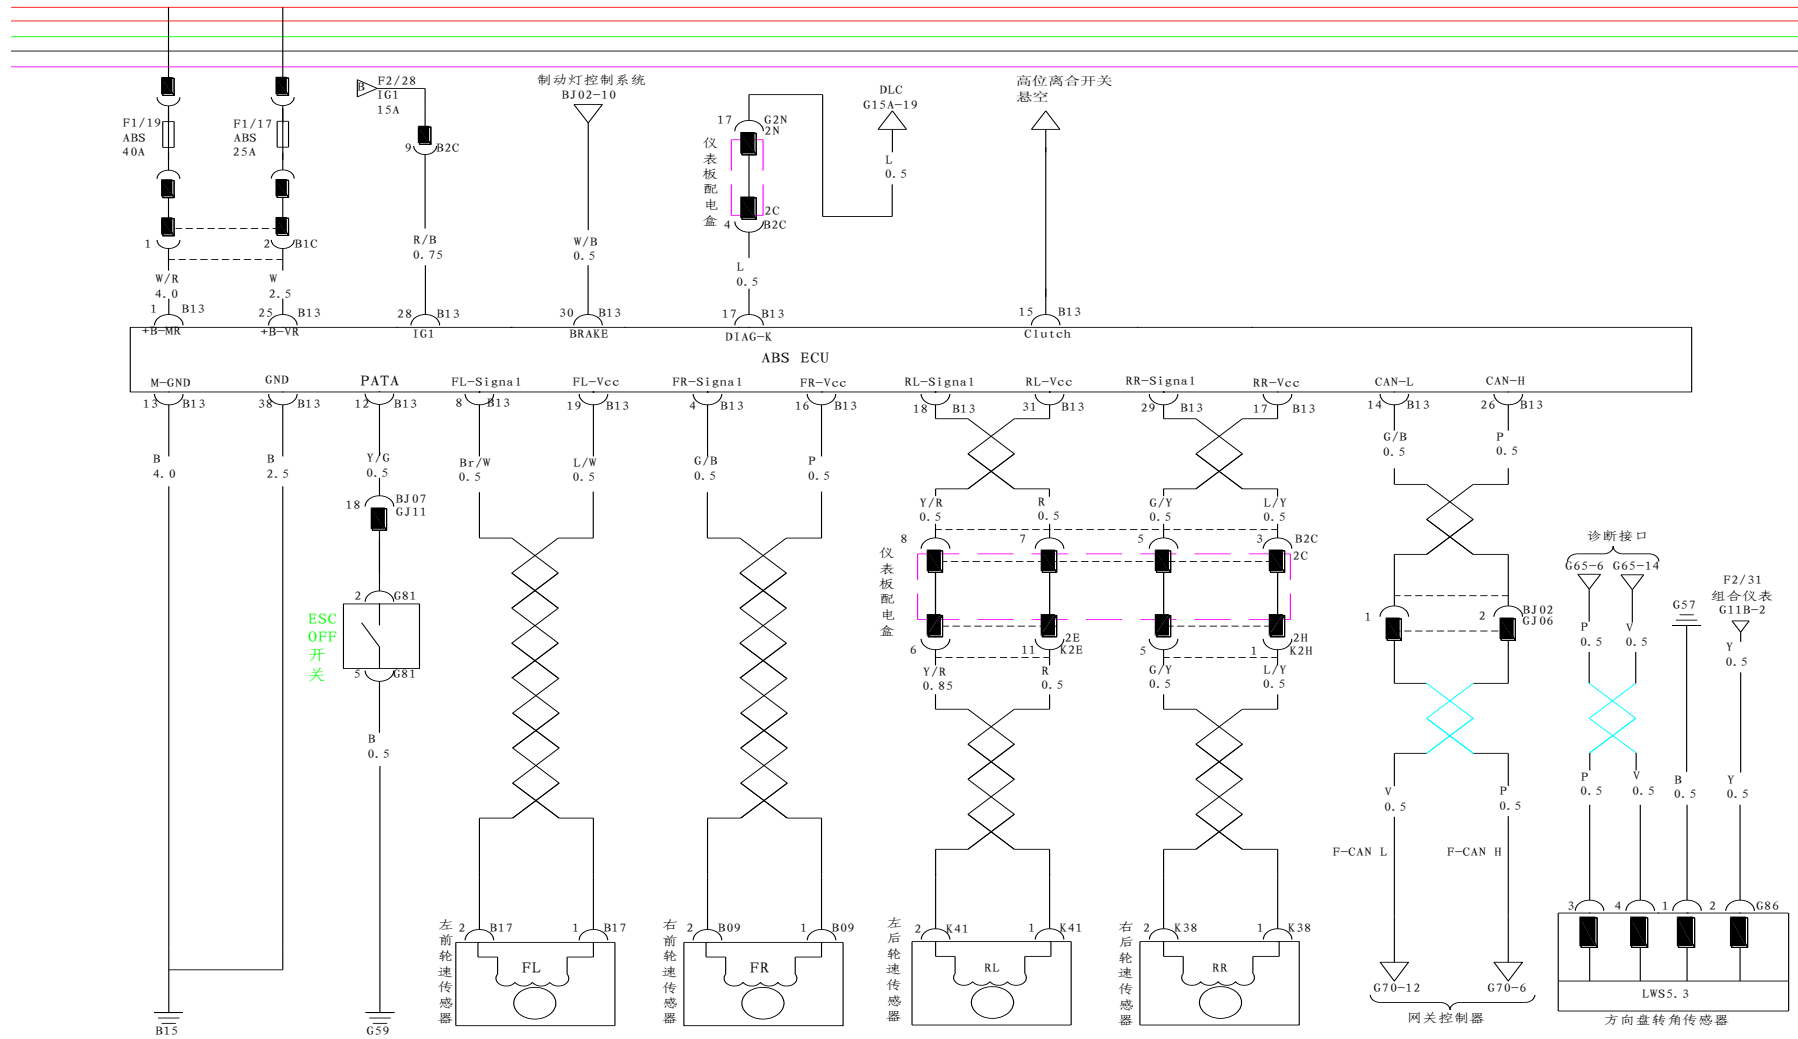 F1/19
ABS
40A
F1/17
ABS
25A
B
F2/28
IG1
15A
9 B2C
制动灯控制系统
BJ02-10
17 G2N
2N
仪表板配电盒
2C
4 B2C
DLC
G15A-19
L
0.5
高位离合开关
悬空
1
2 B1C
W/R
4.0
W
2.5
R/B
0.75
W/B
0.5
L
0.5
1 B13
25 B13
28 B13
30 B13
17 B13
15 B13
+B-MR
+B-VR
IG1
BRAKE
DIAG-K
Clutch
ABS ECU
M-GND
GND
PATA
FL-Signal
FL-Vcc
FR-Signal
FR-Vcc
RL-Signal
RL-Vcc
RR-Signal
RR-Vcc
CAN-L
CAN-H
13 B13
38 B13
12 B13
8 B13
19 B13
4 B13
16 B13
18 B13
31 B13
29 B13
17 B13
14 B13
26 B13
B
4.0
B
2.5
Y/G
0.5
Br/W
0.5
L/W
0.5
G/B
0.5
P
0.5
G/B
0.5
P
0.5
18 BJ07
GJ11
Y/R
0.5
R
0.5
G/Y
0.5
L/Y
0.5
8
7
5
3 B2C
2C
仪表板配电盒
2E
2H
6
11 K2E
5
1 K2H
Y/R
0.85
R
0.5
G/Y
0.5
L/Y
0.5
2 G81
ESC
OFF
开
关
5 G81
B
0.5
1
2 BJ02
GJ06
诊断接口
G65-6
G65-14
P
0.5
V
0.5
G57
F2/31
组合仪表
G11B-2
Y
0.5
V
0.5
P
0.5
P
0.5
V
0.5
B
0.5
Y
0.5
F-CAN L
F-CAN H
3
4
1
2 G86
左前轮速传感器
2 B17
1 B17
FL
右前轮速传感器
2 B09
1 B09
FR
左后轮速传感器
2 K41
1 K41
RL
右后轮速传感器
2 K38
1 K38
RR
G70-12
G70-6
网关控制器
LWS5.3
方向盘转角传感器
B15
G59